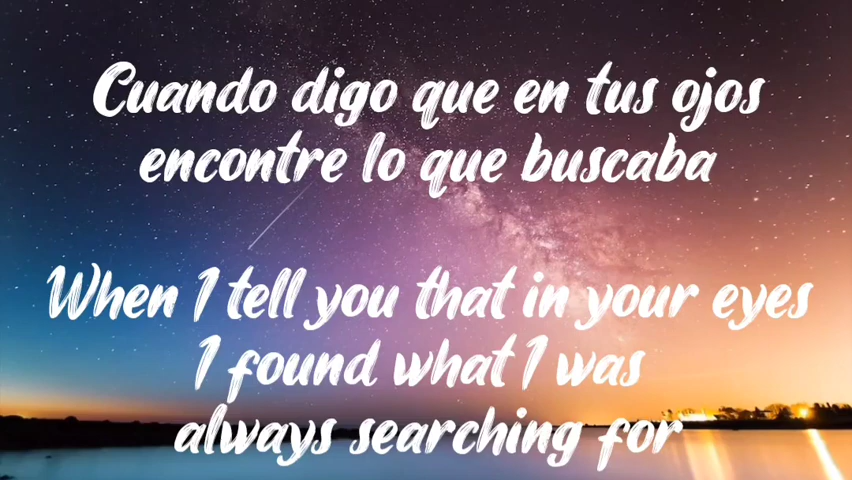 Cuando digo que en tus ojos
encontre lo que buscaba
When I tell you that in your eyes
I found what I was
always searching for